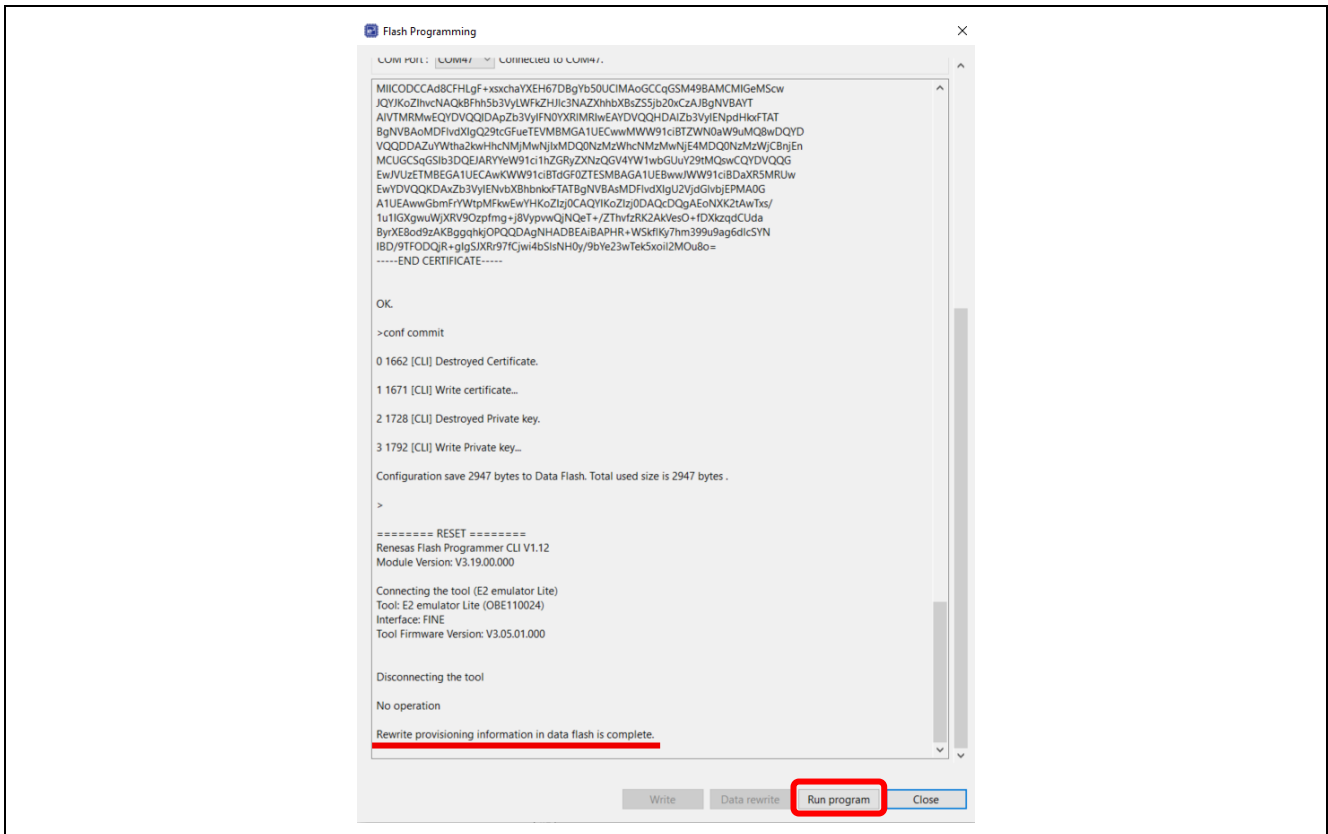 Flash Programming
COM Port : COM47 Connected to COM47.
MIICODCCAd8CFHLgF+xsxchaYXEH67DBgYb50UCIMAoGCCqGSM49BAMCMIGeMScw
JQYJKoZIhvcNAQkBFhh5b3VyLWFkZHJlc3NAZXhhbXBsZS5jb20xCzAJBgNVBAYT
AlVTMRMwEQYDVQQIDApZb3VyIFN0YXRlMRIwEAYDVQQHDAlZb3VyIENpdHkxFTAT
BgNVBAoMDFlvdXIgQ29tcGFueTEVMBMGA1UECwwMWW91ciBTZWN0aW9uMQ8wDQYD
VQQDDAZuYWtha2kwHhcNMjMwNjIxMDQ0NzMzWhcNMzMwNjE4MDQ0NzMzWjCBnjEn
MCUGCSqGSIb3DQEJARYYeW91ci1hZGRyZXNzQGV4YW1wbGUuY29tMQswCQYDVQQG
EwJVUzETMBEGA1UECAwKWW91ciBTdGF0ZTESMBAGA1UEBwwJWW91ciBDaXR5MRUw
EwYDVQQKDAxZb3VyIENvbXBhbnkxFTATBgNVBAsMDFlvdXIgU2VjdGlvbjEPMA0G
A1UEAwwGbmFrYWtpMFkwEwYHKoZIzj0CAQYIKoZIzj0DAQcDQgAEoNXK2tAwTxs/
1u1IGXgwuWjXRV9Ozpfmg+j8VypvwQjNQeT+/ZThvfzRK2AkVesO+fDXkzqdCUda
ByrXE8od9zAKBggqhkjOPQQDAgNHADBEAiBAPHR+WSkflKy7hm399u9ag6dlcSYN
IBD/9TFODQjR+gIgSJXRr97fCjwi4bSlsNH0y/9bYe23wTek5xoil2MOu8o=
-----END CERTIFICATE-----
OK.
>conf commit
0 1662 [CLI] Destroyed Certificate.
1 1671 [CLI] Write certificate...
2 1728 [CLI] Destroyed Private key.
3 1792 [CLI] Write Private key...
Configuration save 2947 bytes to Data Flash. Total used size is 2947 bytes .
>
======== RESET ========
Renesas Flash Programmer CLI V1.12
Module Version: V3.19.00.000
Connecting the tool (E2 emulator Lite)
Tool: E2 emulator Lite (OBE110024)
Interface: FINE
Tool Firmware Version: V3.05.01.000
Disconnecting the tool
No operation
Rewrite provisioning information in data flash is complete.
Write Data rewrite Run program Close